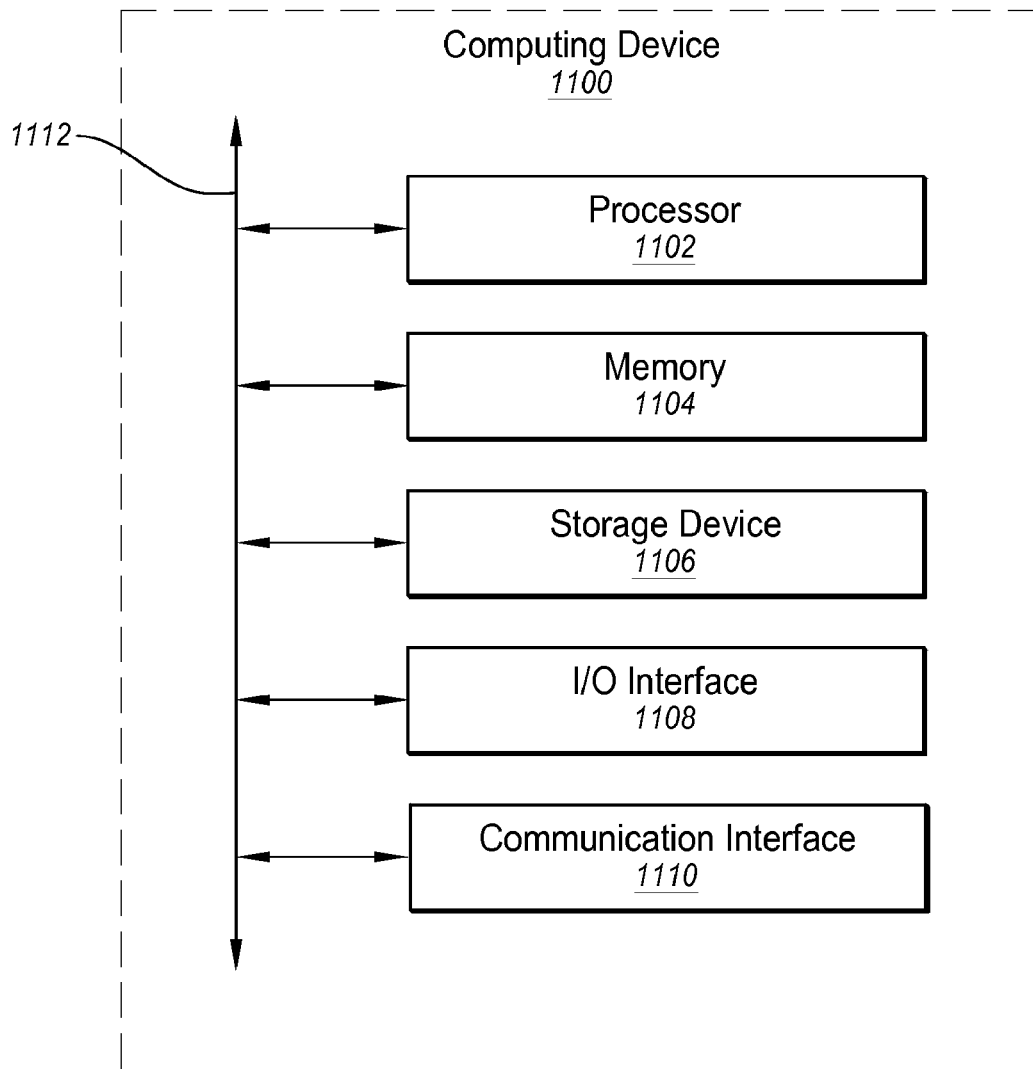 Computing Device
1100
1112
Processor
1102
Memory
1104
Storage Device
1106
I/O Interface
1108
Communication Interface
1110